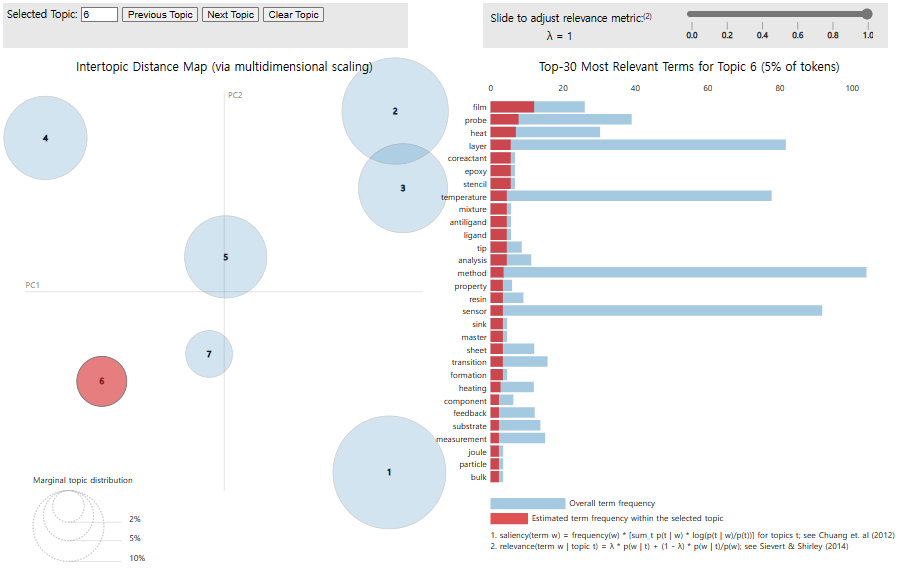 Selected Topic: 6 Previous Topic Next Topic Clear Topic
Slide to adjust relevance metric:(2)
λ = 1
0.0 0.2 0.4 0.6 0.8 1.0
Intertopic Distance Map (via multidimensional scaling)
PC2
PC1
4
2
3
5
7
6
1
Marginal topic distribution
2%
5%
10%
Top-30 Most Relevant Terms for Topic 6 (5% of tokens)
0 20 40 60 80 100
film
probe
heat
layer
coreactant
epoxy
stencil
temperature
mixture
antiligand
ligand
tip
analysis
method
property
resin
sensor
sink
master
sheet
transition
formation
heating
component
feedback
substrate
measurement
joule
particle
bulk
Overall term frequency
Estimated term frequency within the selected topic
1. saliency(term w) = frequency(w) * [sum_t p(t | w) * log(p(t | w)/p(t))] for topics t; see Chuang et. al (2012)
2. relevance(term w | topic t) = λ * p(w | t) + (1 - λ) * p(w | t)/p(w); see Sievert & Shirley (2014)